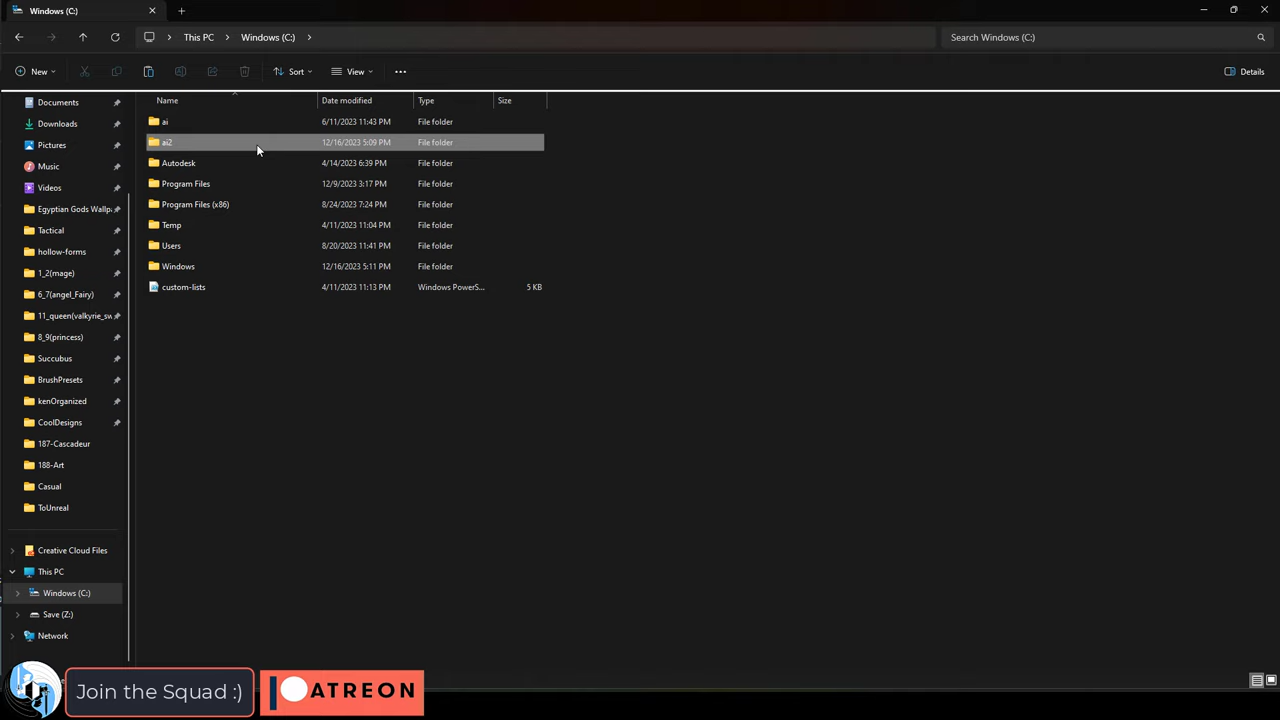 Windows (C:)
This PC Windows (C:) Search Windows (C:)
New Sort View Details
Name Date modified Type Size
Documents
Downloads
Pictures
Music
Videos
Egyptian Gods Wallp
Tactical
hollow-forms
1_2(mage)
6_7(angel_Fairy)
11_queen(valkyrie_sw
8_9(princess)
Succubus
BrushPresets
kenOrganized
CoolDesigns
187-Cascadeur
188-Art
Casual
ToUnreal
Creative Cloud Files
This PC
Windows (C:)
Save (Z:)
Network
ai 6/11/2023 11:43 PM File folder
ai2 12/16/2023 5:09 PM File folder
Autodesk 4/14/2023 6:39 PM File folder
Program Files 12/9/2023 3:17 PM File folder
Program Files (x86) 8/24/2023 7:24 PM File folder
Temp 4/11/2023 11:04 PM File folder
Users 8/20/2023 11:41 PM File folder
Windows 12/16/2023 5:11 PM File folder
custom-lists 4/11/2023 11:13 PM Windows PowerS... 5 KB
Join the Squad :)
PATREON